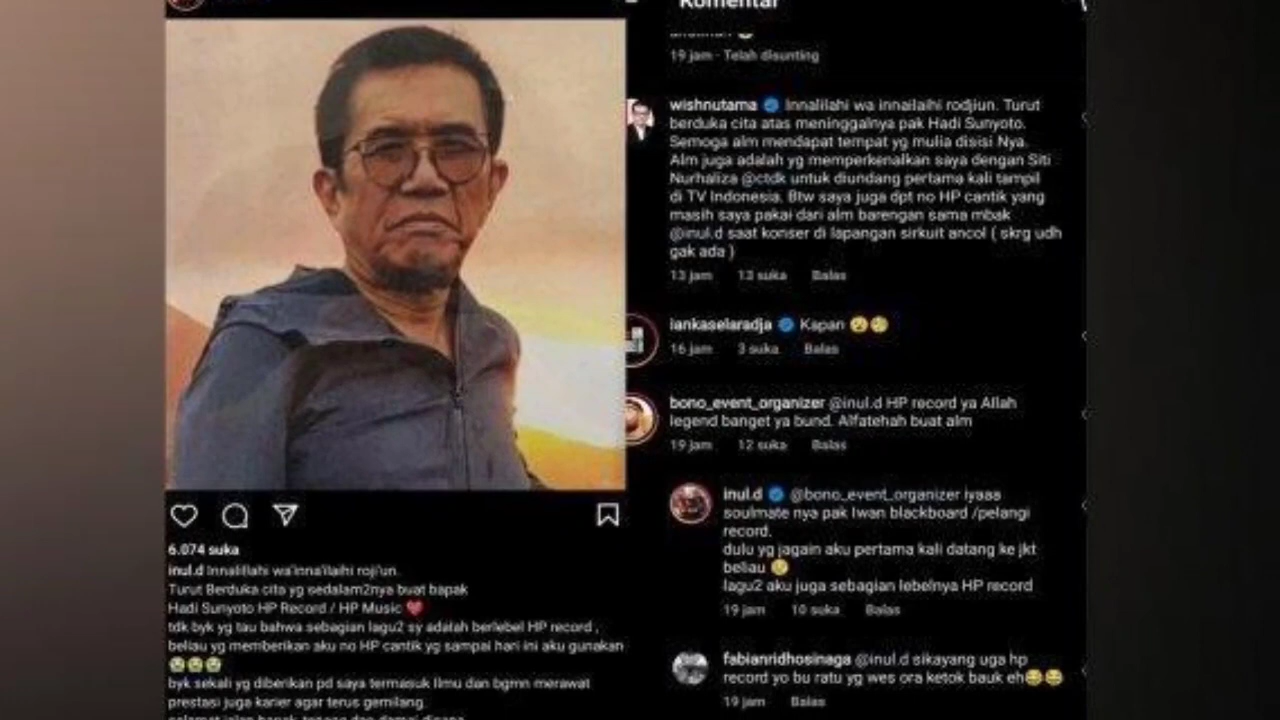 6.074 suka
inul.d Innalillahi wa'inna'ilaihi roji'un.
Turut Berduka cita yg sedalam2nya buat bapak
Hadi Sunyoto HP Record / HP Music ❤️
tdk byk yg tau bahwa sebagian lagu2 sy adalah berlebel HP record ,
beliau yg memberikan aku no HP cantik yg sampai hari ini aku gunakan
😭😭😭
byk sekali yg diberikan pd saya termasuk Ilmu dan bgmn merawat
prestasi juga karier agar terus gemilang
Komentar
19 jam · Telah disunting
wishnutama Innalilahi wa innailaihi rodjiun. Turut
berduka cita atas meninggalnya pak Hadi Sunyoto.
Semoga alm mendapat tempat yg mulia disisi Nya.
Alm juga adalah yg memperkenalkan saya dengan Siti
Nurhaliza @ctdk untuk diundang pertama kali tampil
di TV Indonesia. Btw saya juga dpt no HP cantik yang
masih saya pakai dari alm barengan sama mbak
@inul.d saat konser di lapangan sirkuit ancol ( skrg udh
gak ada )
13 jam 13 suka Balas
iankaselaradja Kapan 😮🧐
16 jam 3 suka Balas
bono_event_organizer @inul.d HP record ya Allah
legend banget ya bund. Alfatehah buat alm
19 jam 12 suka Balas
inul.d @bono_event_organizer iyaaa
soulmate nya pak Iwan blackboard /pelangi
record.
dulu yg jagain aku pertama kali datang ke jkt
beliau 😢
lagu2 aku juga sebagian lebelnya HP record
19 jam 10 suka Balas
fabianridhosinaga @inul.d sikayang uga hp
record yo bu ratu yg wes ora ketok bauk eh😂😂
19 jam Balas